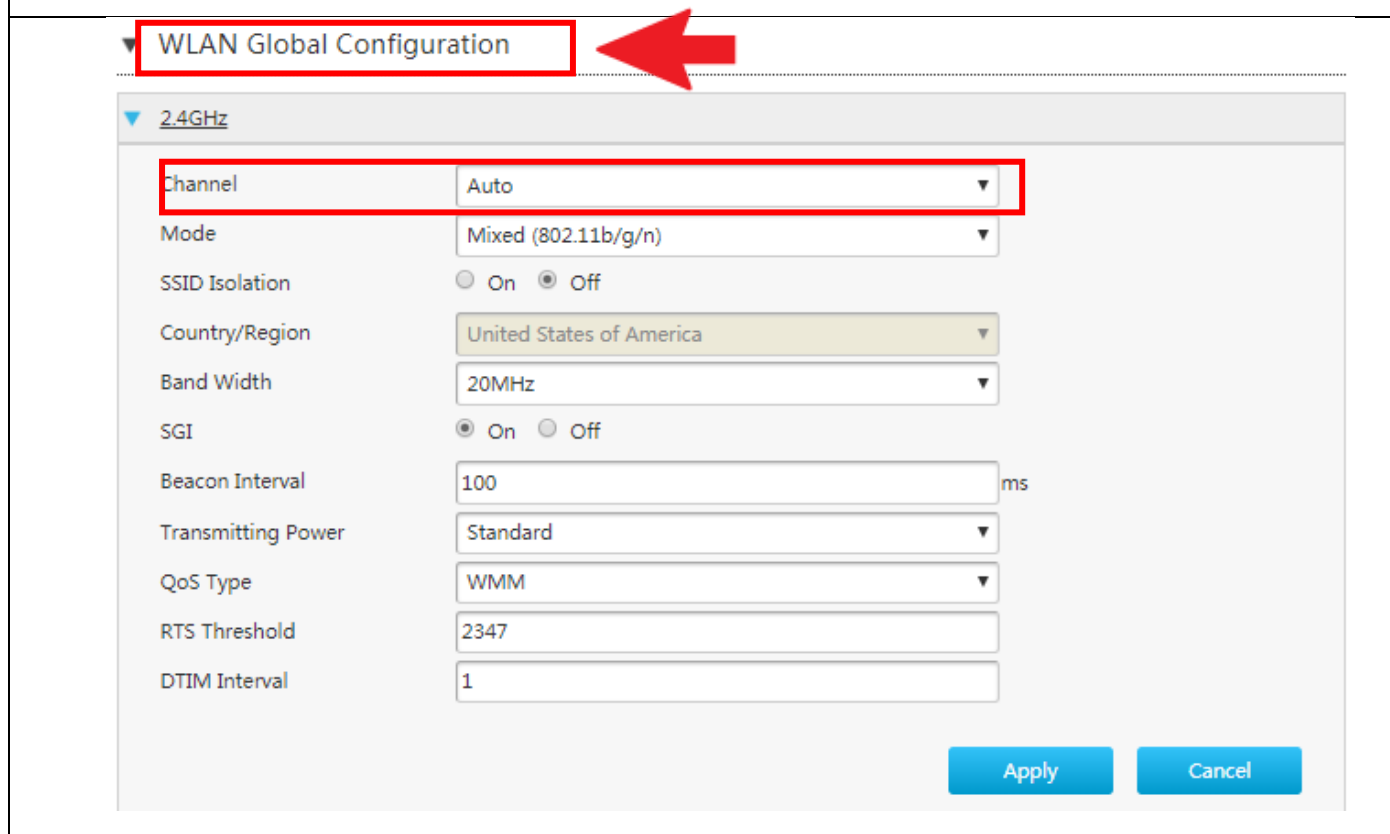 WLAN Global Configuration
2.4GHz
Channel Auto
Mode Mixed (802.11b/g/n)
SSID Isolation On Off
Country/Region United States of America
Band Width 20MHz
SGI On Off
Beacon Interval 100 ms
Transmitting Power Standard
QoS Type WMM
RTS Threshold 2347
DTIM Interval 1
Apply Cancel